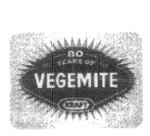 80
YEARS OF
VEGEMITE
KRAFT